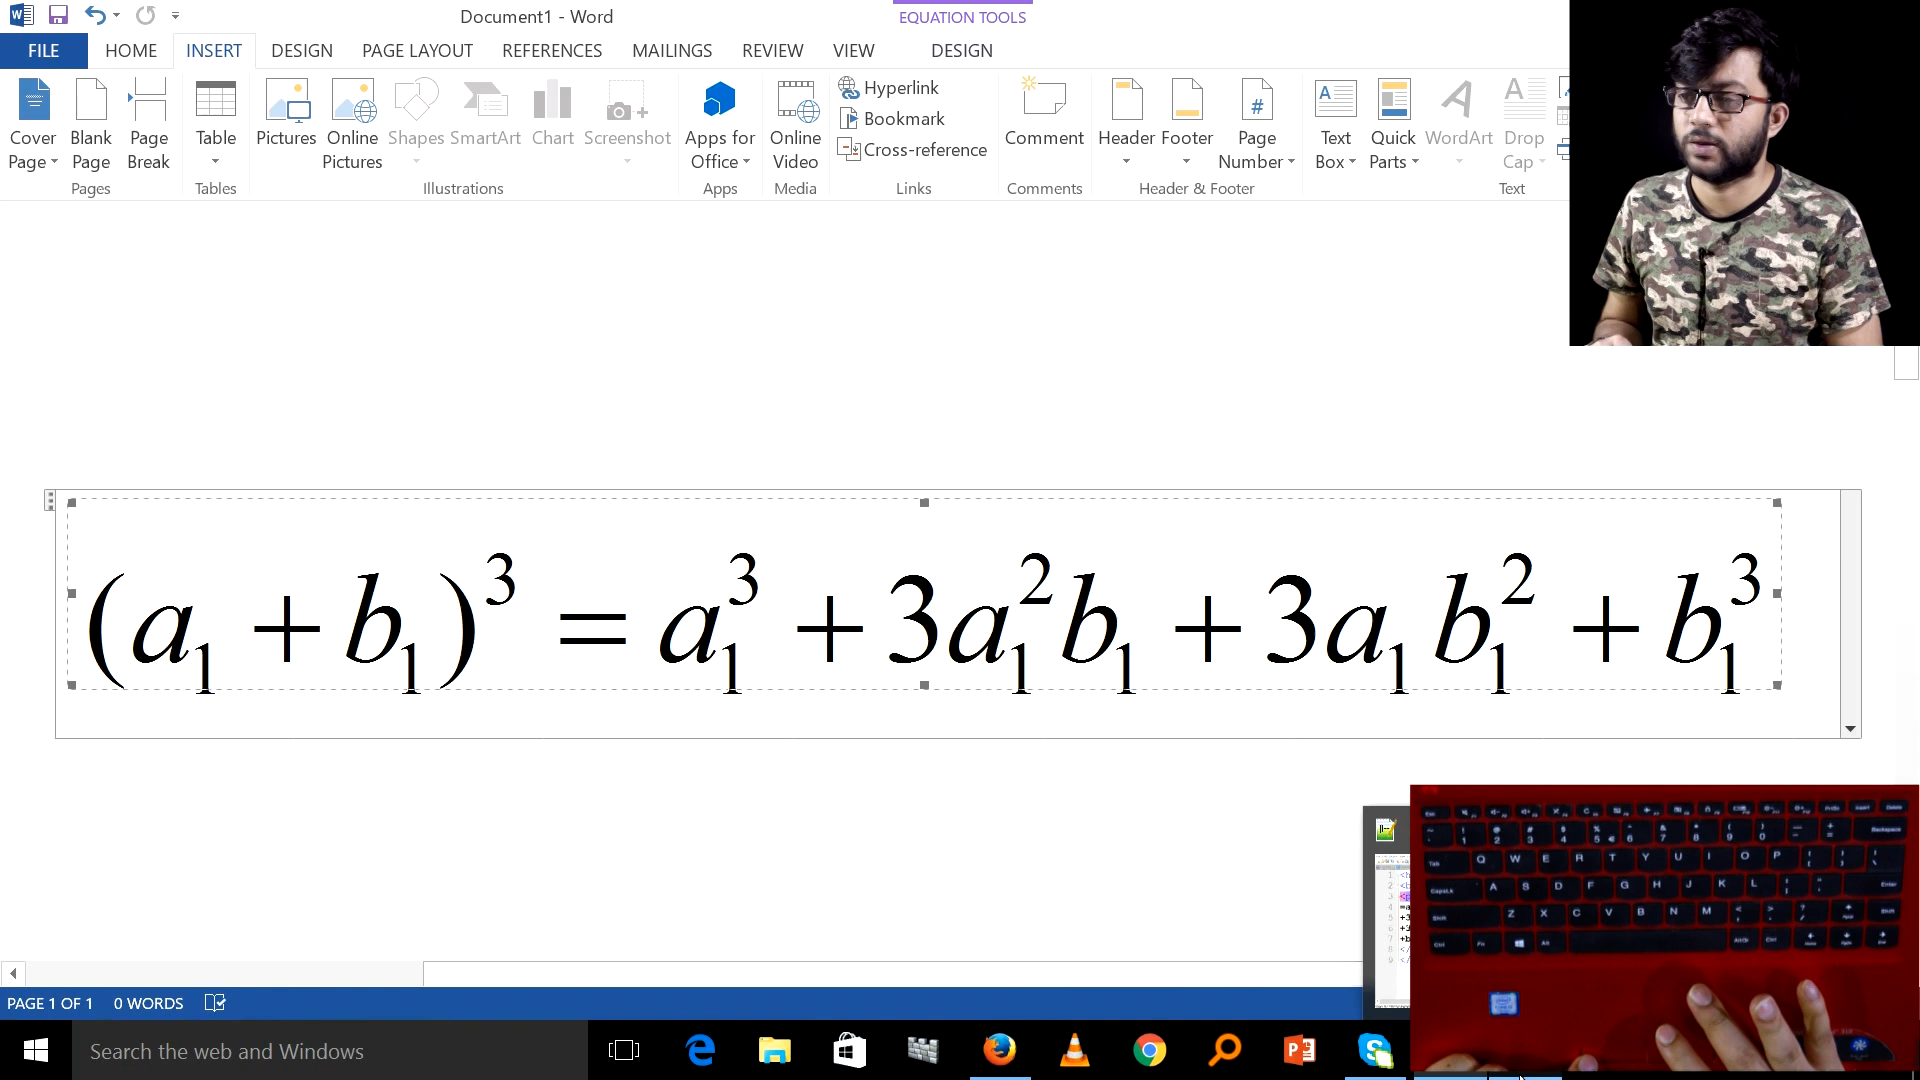 Document1 - Word
EQUATION TOOLS
FILE HOME INSERT DESIGN PAGE LAYOUT REFERENCES MAILINGS REVIEW VIEW DESIGN
Cover Page
Blank Page
Page Break
Pages
Table
Tables
Pictures
Online Pictures
Shapes
SmartArt
Chart
Screenshot
Illustrations
Apps for Office
Apps
Online Video
Media
Hyperlink
Bookmark
Cross-reference
Links
Comment
Comments
Header
Footer
Page Number
Header & Footer
Text Box
Quick Parts
WordArt
Drop Cap
Text
(a₁ + b₁)³ = a₁³ + 3a₁²b₁ + 3a₁b₁² + b₁³
PAGE 1 OF 1 0 WORDS
Search the web and Windows